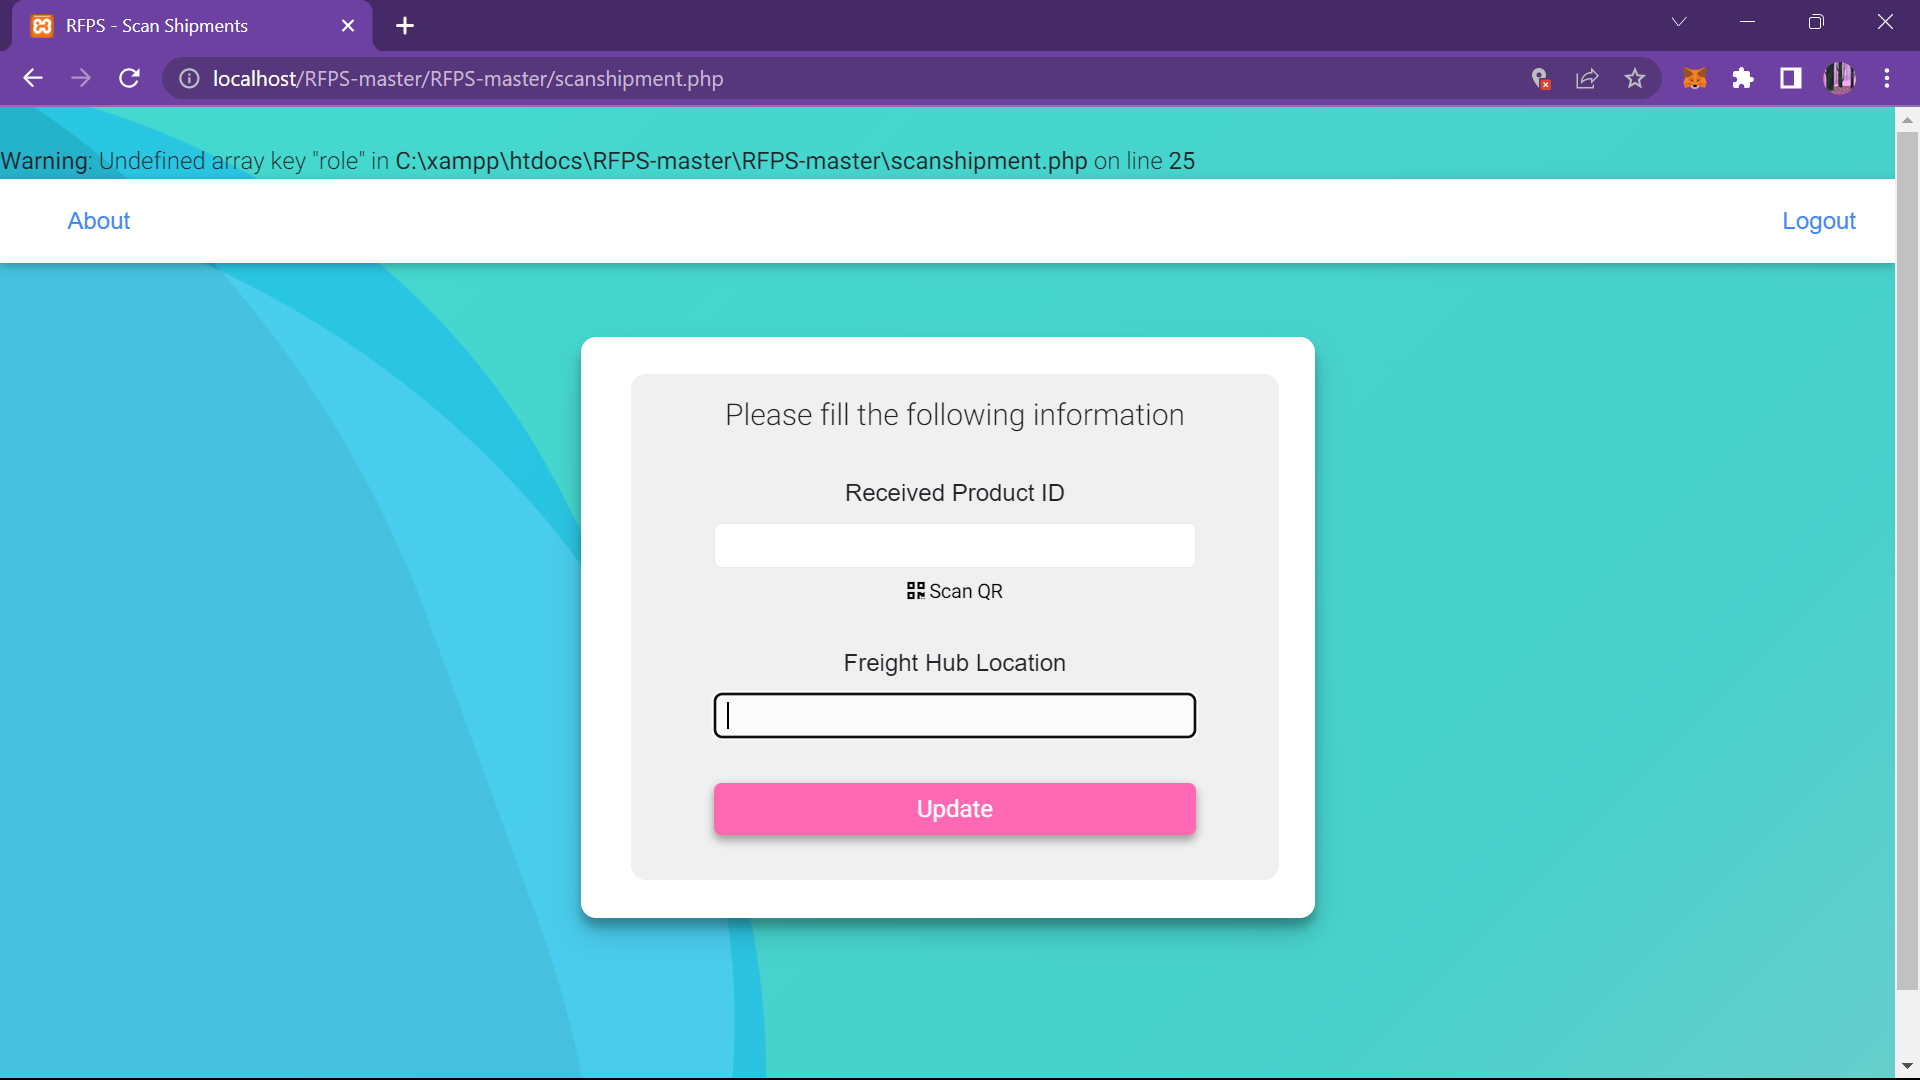 RFPS - Scan Shipments
localhost/RFPS-master/RFPS-master/scanshipment.php
Warning: Undefined array key "role" in C:\xampp\htdocs\RFPS-master\RFPS-master\scanshipment.php on line 25
About
Logout
Please fill the following information
Received Product ID
Scan QR
Freight Hub Location
Update